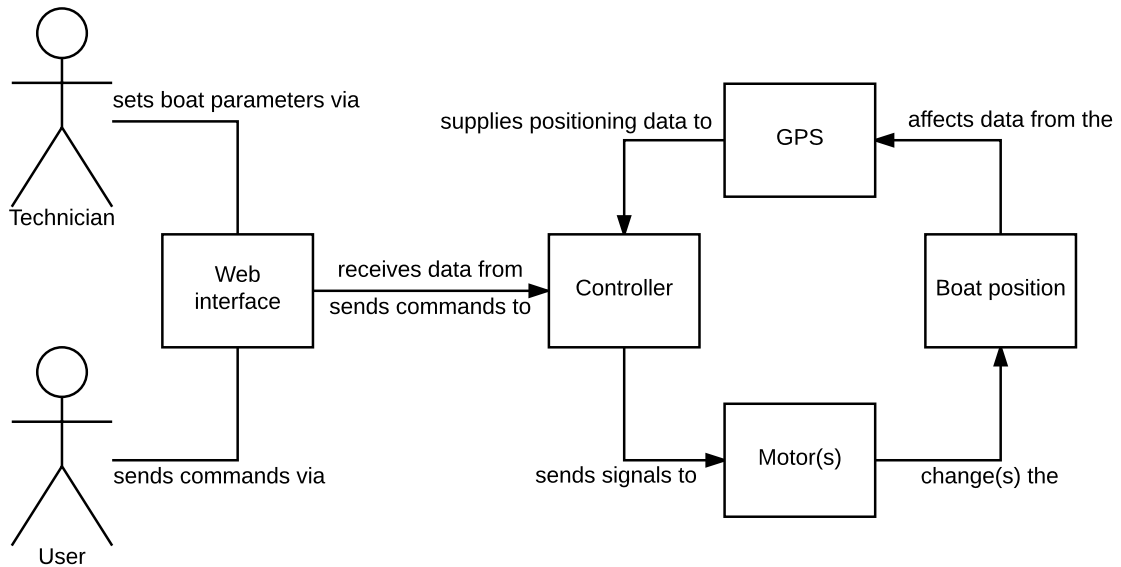 sets boat parameters via
Technician
supplies positioning data to
GPS
affects data from the
Web
interface
receives data from
sends commands to
Controller
Boat position
sends commands via
User
sends signals to
Motor(s)
change(s) the